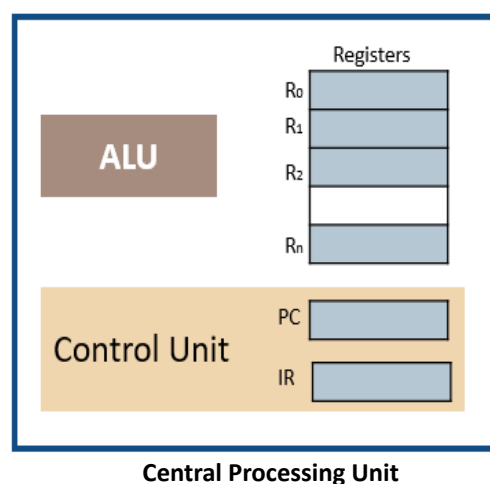 Registers
R₀
R₁
ALU
R₂
Rₙ
PC
Control Unit
IR
Central Processing Unit